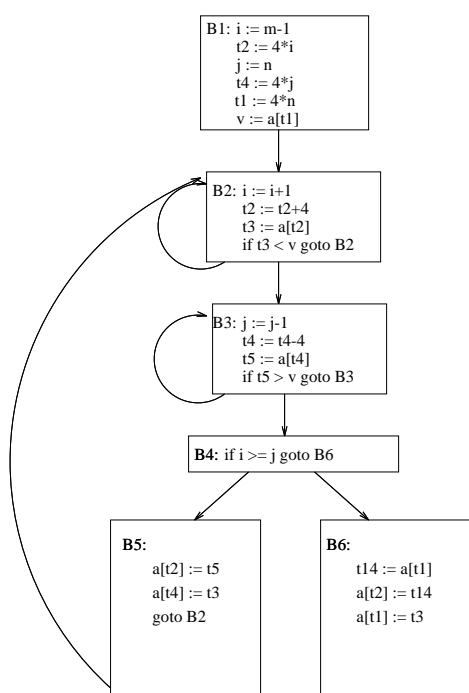 B1: i := m-1
t2 := 4*i
j := n
t4 := 4*j
t1 := 4*n
v := a[t1]
B2: i := i+1
t2 := t2+4
t3 := a[t2]
if t3 < v goto B2
B3: j := j-1
t4 := t4-4
t5 := a[t4]
if t5 > v goto B3
B4: if i >= j goto B6
B5:
a[t2] := t5
a[t4] := t3
goto B2
B6:
t14 := a[t1]
a[t2] := t14
a[t1] := t3